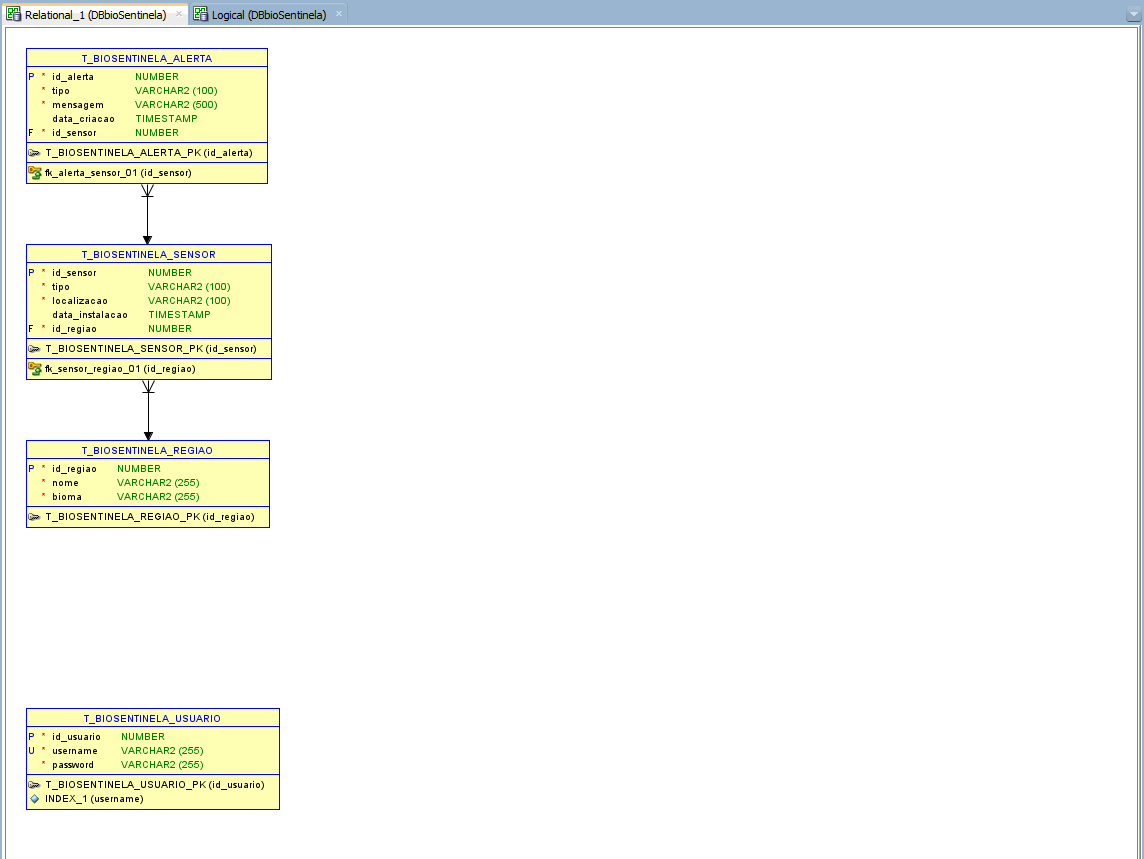 Relational_1 (DBbioSentinela) Logical (DBbioSentinela)
T_BIOSENTINELA_ALERTA
P * id_alerta NUMBER
* tipo VARCHAR2 (100)
* mensagem VARCHAR2 (500)
data_criacao TIMESTAMP
F * id_sensor NUMBER
T_BIOSENTINELA_ALERTA_PK (id_alerta)
fk_alerta_sensor_01 (id_sensor)
T_BIOSENTINELA_SENSOR
P * id_sensor NUMBER
* tipo VARCHAR2 (100)
* localizacao VARCHAR2 (100)
data_instalacao TIMESTAMP
F * id_regiao NUMBER
T_BIOSENTINELA_SENSOR_PK (id_sensor)
fk_sensor_regiao_01 (id_regiao)
T_BIOSENTINELA_REGIAO
P * id_regiao NUMBER
* nome VARCHAR2 (255)
* bioma VARCHAR2 (255)
T_BIOSENTINELA_REGIAO_PK (id_regiao)
T_BIOSENTINELA_USUARIO
P * id_usuario NUMBER
U * username VARCHAR2 (255)
* password VARCHAR2 (255)
T_BIOSENTINELA_USUARIO_PK (id_usuario)
INDEX_1 (username)